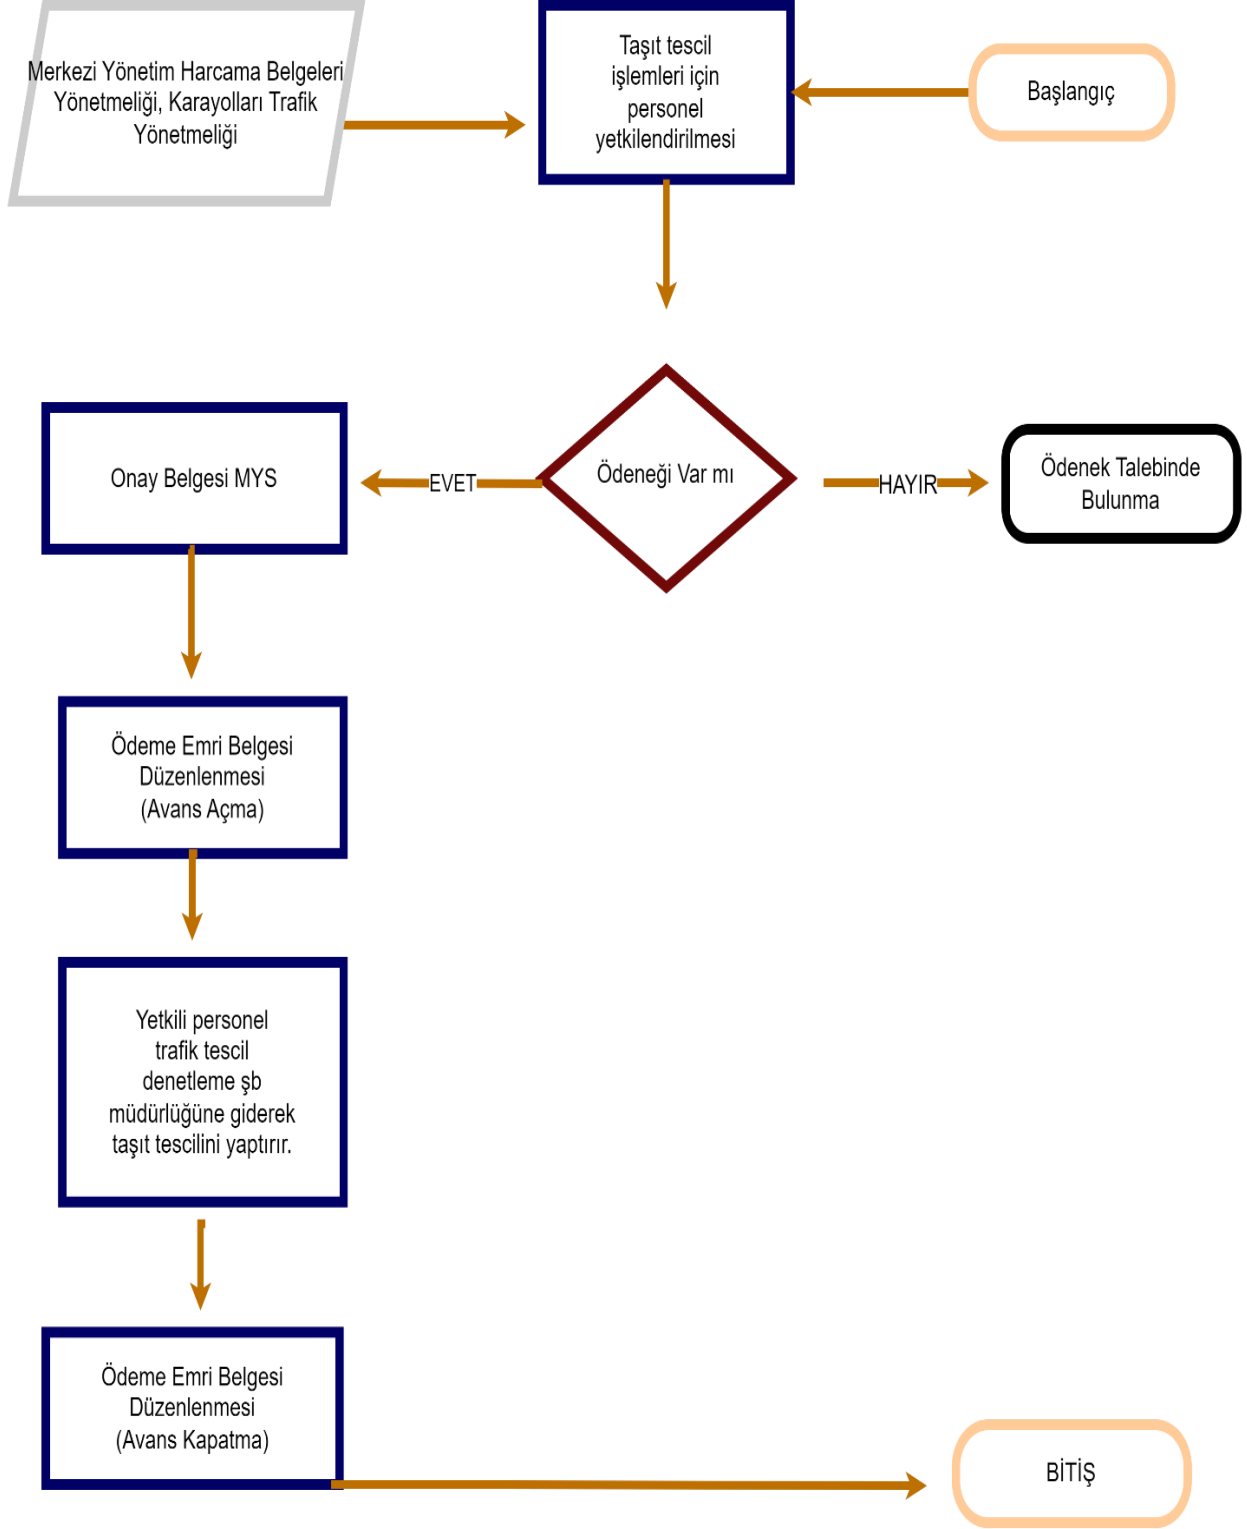 Merkezi Yönetim Harcama Belgeleri
Yönetmeliği, Karayolları Trafik
Yönetmeliği
Taşıt tescil
işlemleri için
personel
yetkilendirilmesi
Başlangıç
Ödeneği Var mı
EVET
HAYIR
Onay Belgesi MYS
Ödenek Talebinde
Bulunma
Ödeme Emri Belgesi
Düzenlenmesi
(Avans Açma)
Yetkili personel
trafik tescil
denetleme şb
müdürlüğüne giderek
taşıt tescilini yaptırır.
Ödeme Emri Belgesi
Düzenlenmesi
(Avans Kapatma)
BİTİŞ